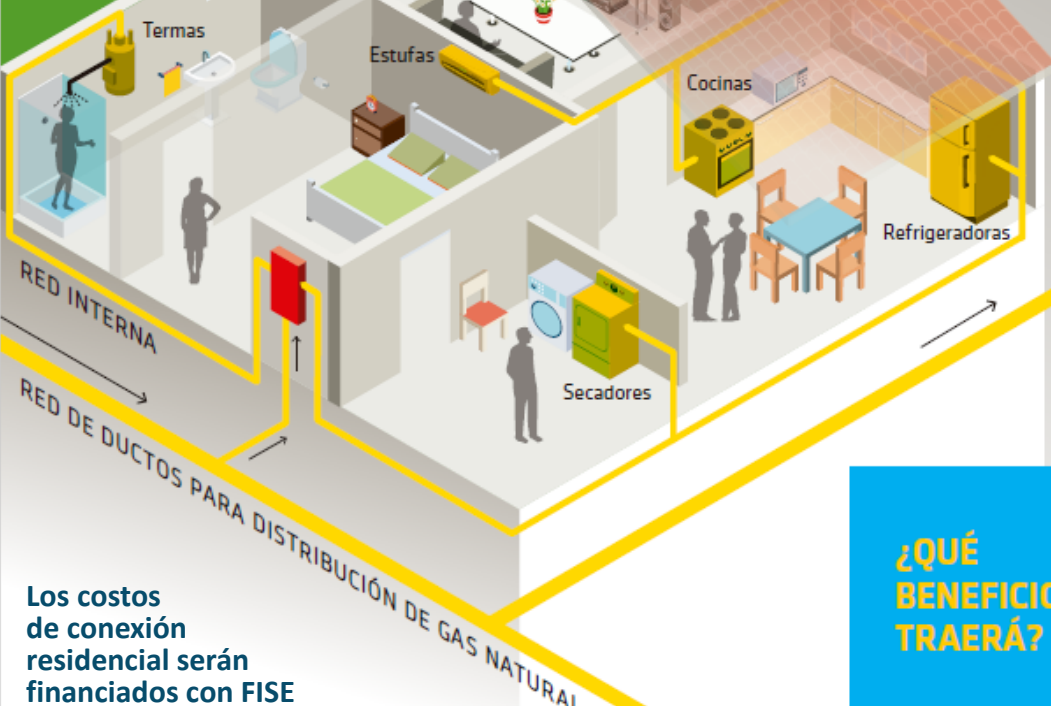 Termas
Estufas
Cocinas
Refrigeradoras
Secadores
RED INTERNA
RED DE DUCTOS PARA DISTRIBUCIÓN DE GAS NATURAL
Los costos
de conexión
residencial serán
financiados con FISE
¿QUÉ
BENEFICIO
TRAERÁ?